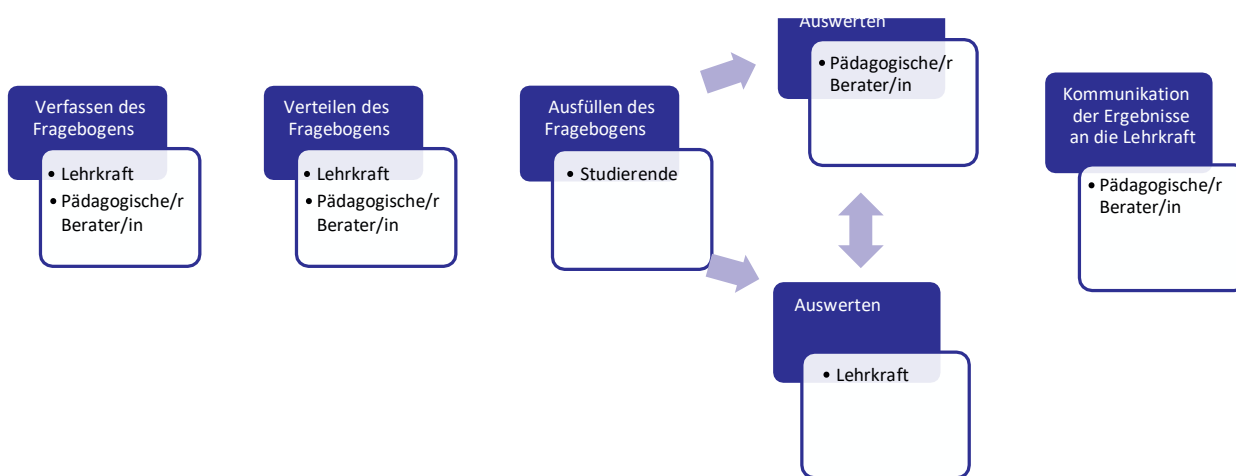 Verfassen des
Fragebogens
• Lehrkraft
• Pädagogische/r
Berater/in
Verteilen des
Fragebogens
• Lehrkraft
• Pädagogische/r
Berater/in
Ausfüllen des
Fragebogens
• Studierende
Auswerten
• Pädagogische/r
Berater/in
Auswerten
• Lehrkraft
Kommunikation
der Ergebnisse
an die Lehrkraft
• Pädagogische/r
Berater/in